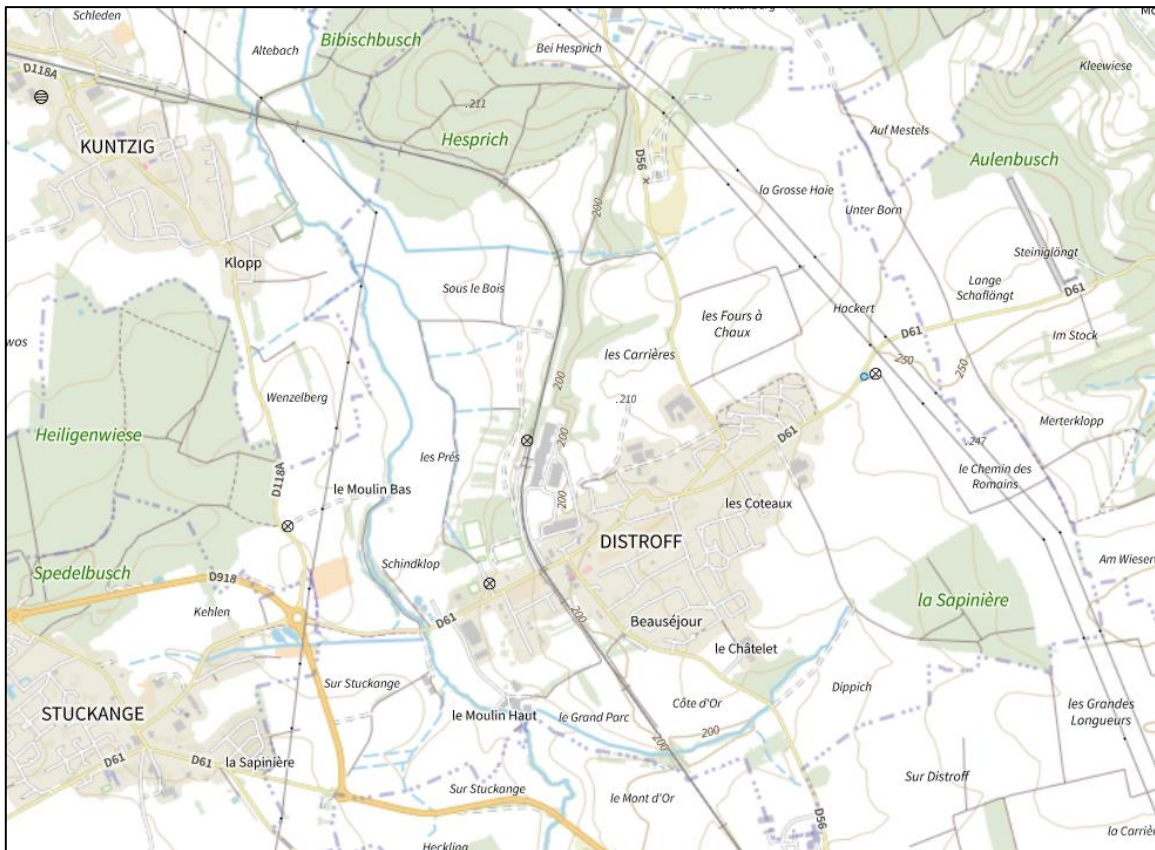 Schleden
Bibischbusch
Bei Hesprich
Altebach
Kleewiese
D118A
.211
Auf Mestels
Hesprich
KUNTZIG
D56
Aulenbusch
la Grosse Haie
200
Unter Born
Klopp
Steiniglängt
Sous le Bois
Lange
Schaflängt
D61
les Fours à
Chaux
Hackert
D61
Im Stock
wos
les Carrières
250
250
200
Wenzelberg
.210
Merterklopp
Heiligenwiese
200
D61
.247
les Prés
le Chemin des
Romains
D118A
le Moulin Bas
200
les Coteaux
DISTROFF
Schindklop
Am Wieser
Spedelbusch
D918
la Sapinière
Kehlen
200
D61
Beauséjour
le Châtelet
Sur Stuckange
Dippich
STUCKANGE
le Moulin Haut
le Grand Parc
Côte d'Or
les Grandes
Longueurs
200
200
D61
D61
la Sapinière
Sur Distroff
Sur Stuckange
le Mont d'Or
D56
la Carriè
Heckling